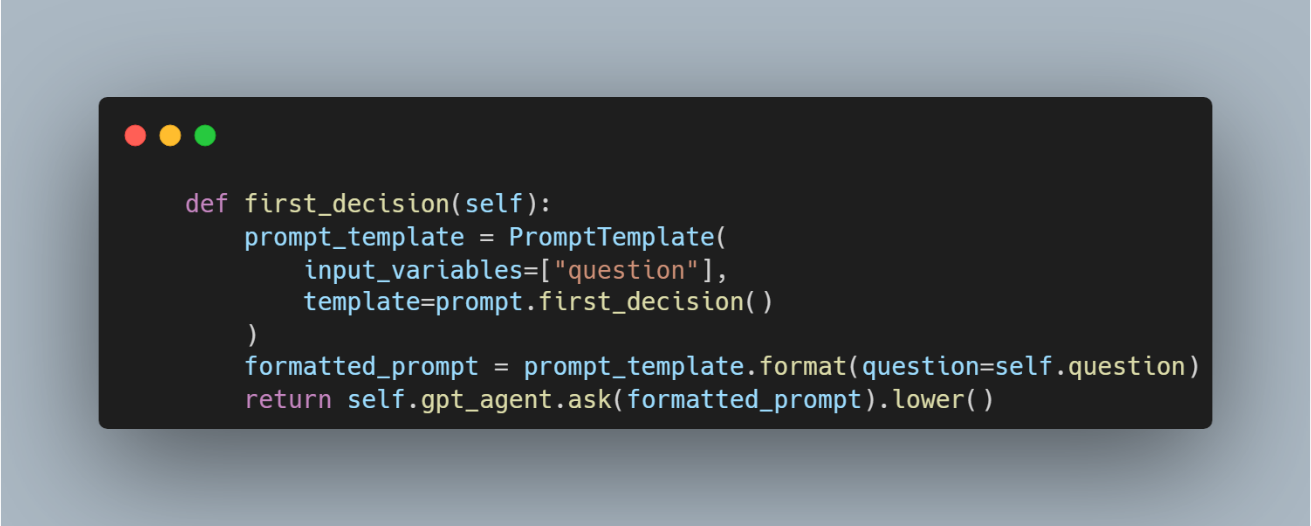 def first_decision(self):
    prompt_template = PromptTemplate(
        input_variables=["question"],
        template=prompt.first_decision()
    )
    formatted_prompt = prompt_template.format(question=self.question)
    return self.gpt_agent.ask(formatted_prompt).lower()